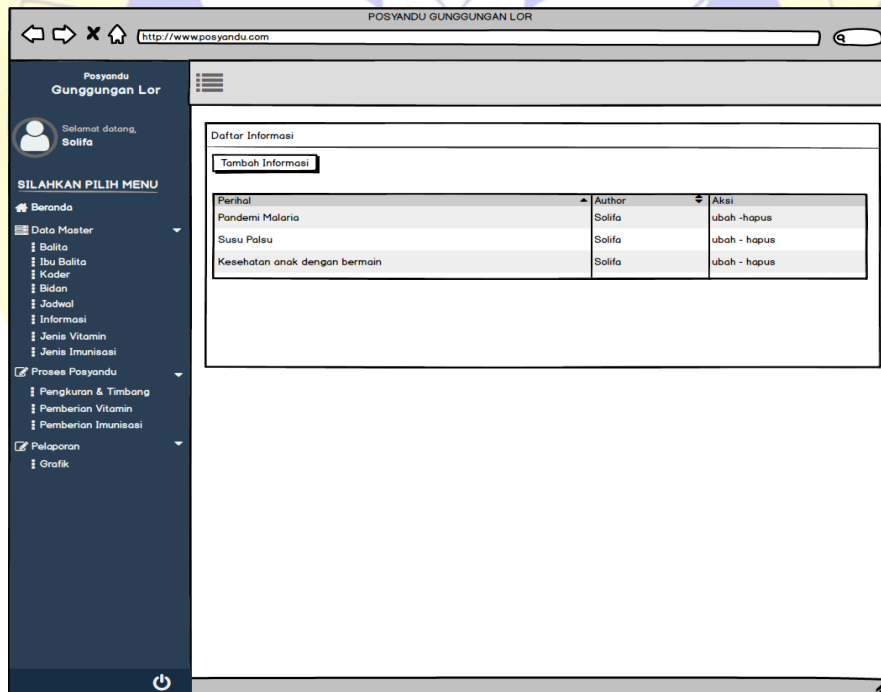 POSYANDU GUNGGUNGAN LOR
http://www.posyandu.com
Posyandu
Gunggungan Lor
Selamat datang,
Solifa
SILAHKAN PILIH MENU
Beranda
Data Master
Balita
Ibu Balita
Kader
Bidan
Jadwal
Informasi
Jenis Vitamin
Jenis Imunisasi
Proses Posyandu
Pengkuran & Timbang
Pemberian Vitamin
Pemberian Imunisasi
Pelaporan
Grafik
Daftar Informasi
Tambah Informasi
Perihal Author Aksi
Pandemi Malaria Solifa ubah -hapus
Susu Palsu Solifa ubah - hapus
Kesehatan anak dengan bermain Solifa ubah - hapus